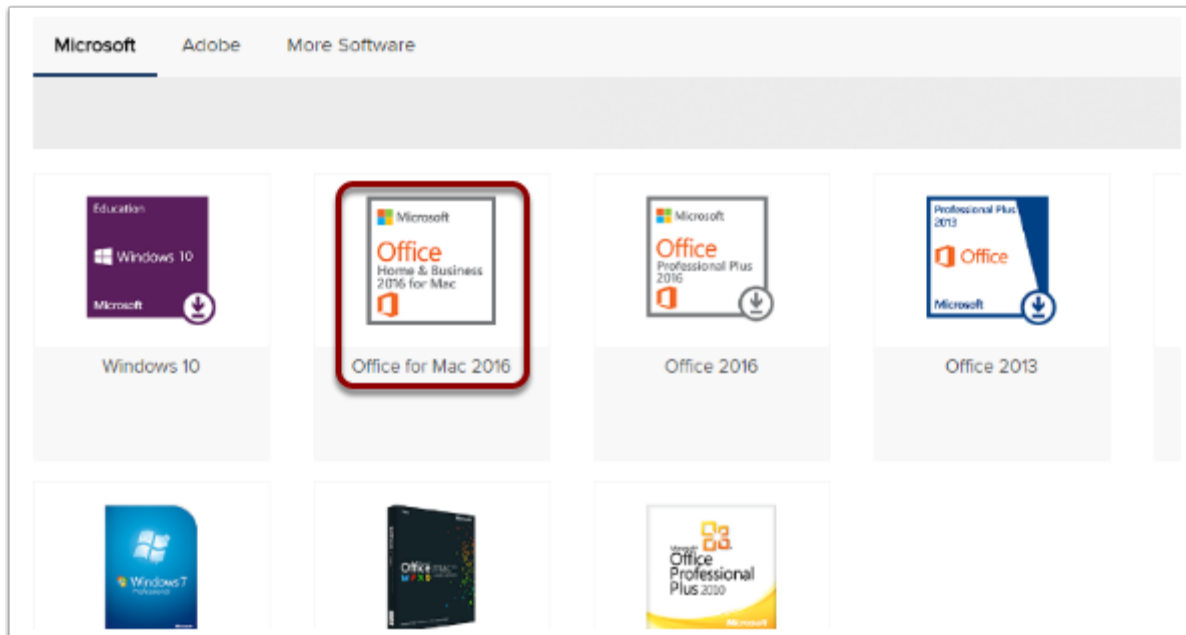 Microsoft Adobe More Software
Education
Windows 10
Microsoft
Windows 10
Microsoft
Office
Home & Business
2016 for Mac
Office for Mac 2016
Microsoft
Office
Professional Plus
2016
Office 2016
Professional Plus
2013
Office
Microsoft
Office 2013
Windows 7
Professional
Office
Microsoft
Office
Professional
Plus 2010
Microsoft